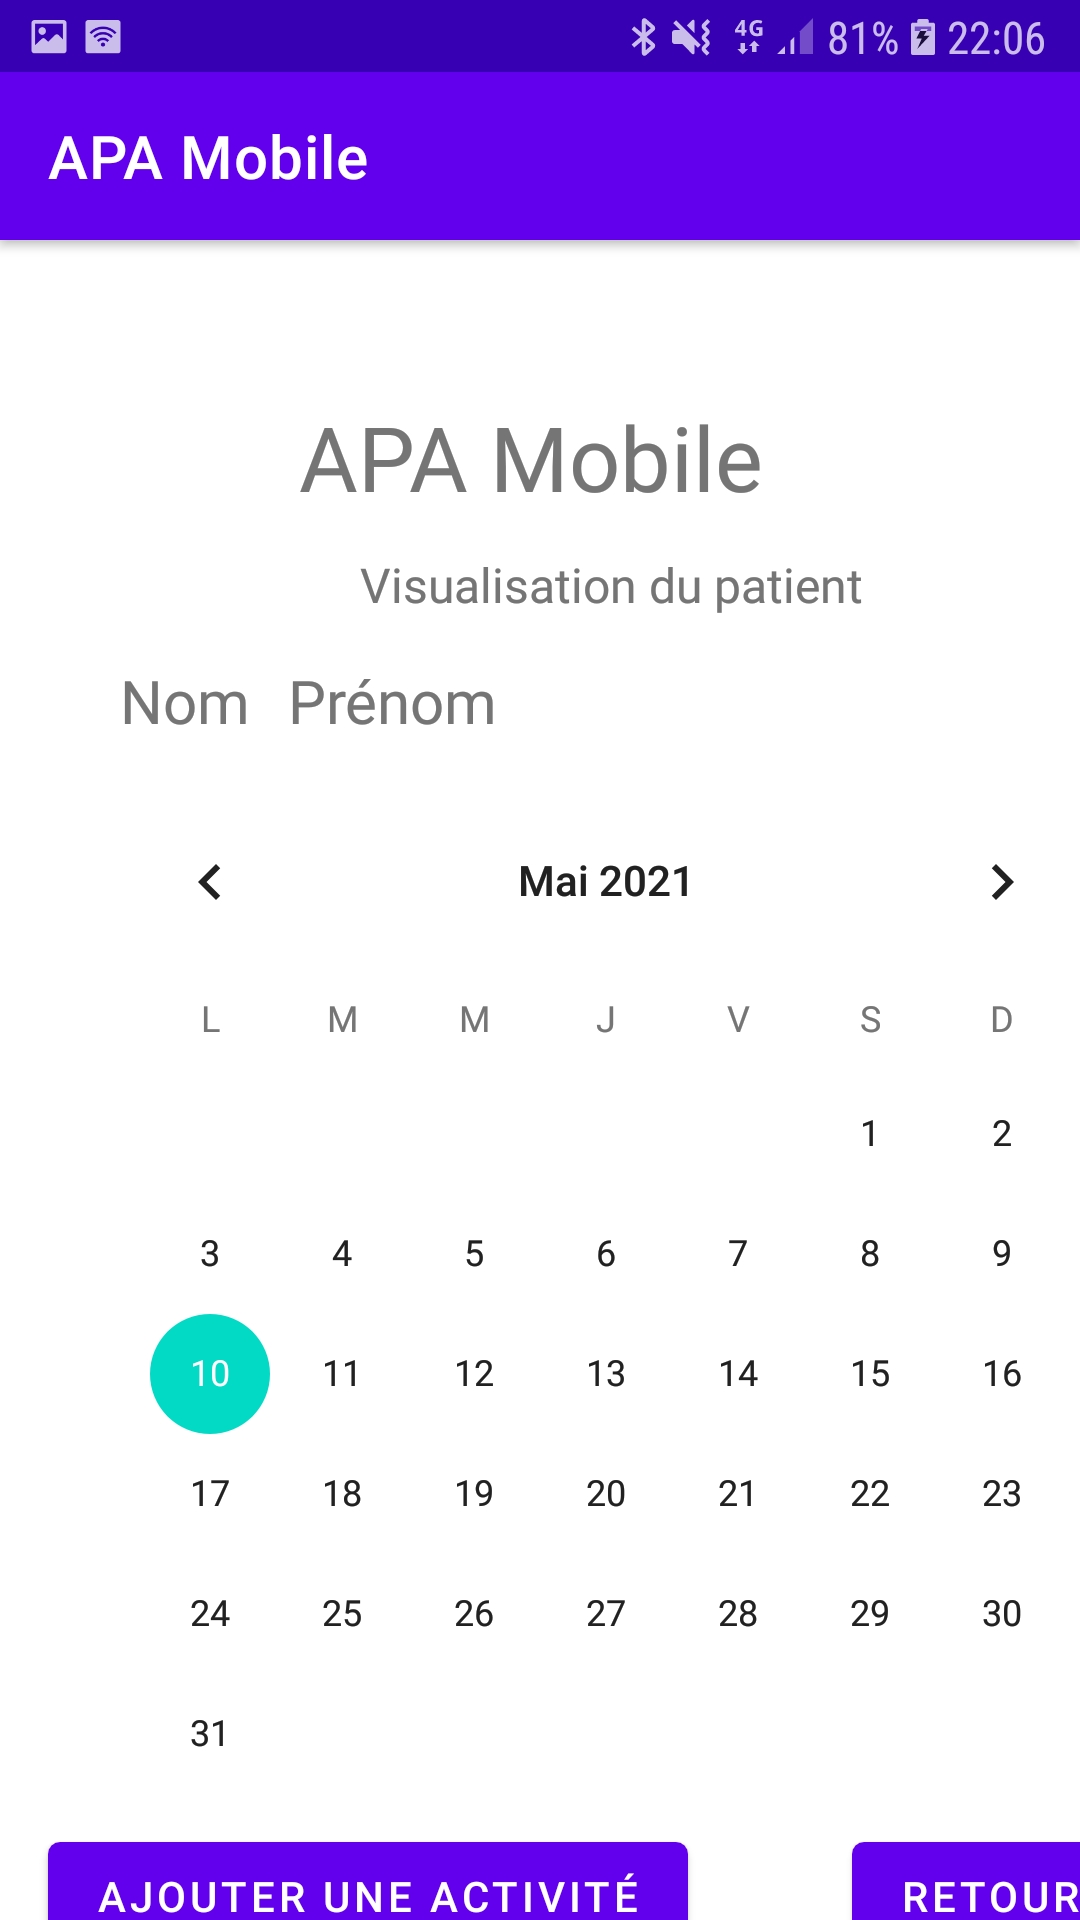 4G 81% 22:06
APA Mobile
APA Mobile
Visualisation du patient
Nom Prénom
Mai 2021
L M M J V S D
1 2
3 4 5 6 7 8 9
10 11 12 13 14 15 16
17 18 19 20 21 22 23
24 25 26 27 28 29 30
31
AJOUTER UNE ACTIVITÉ RETOUR